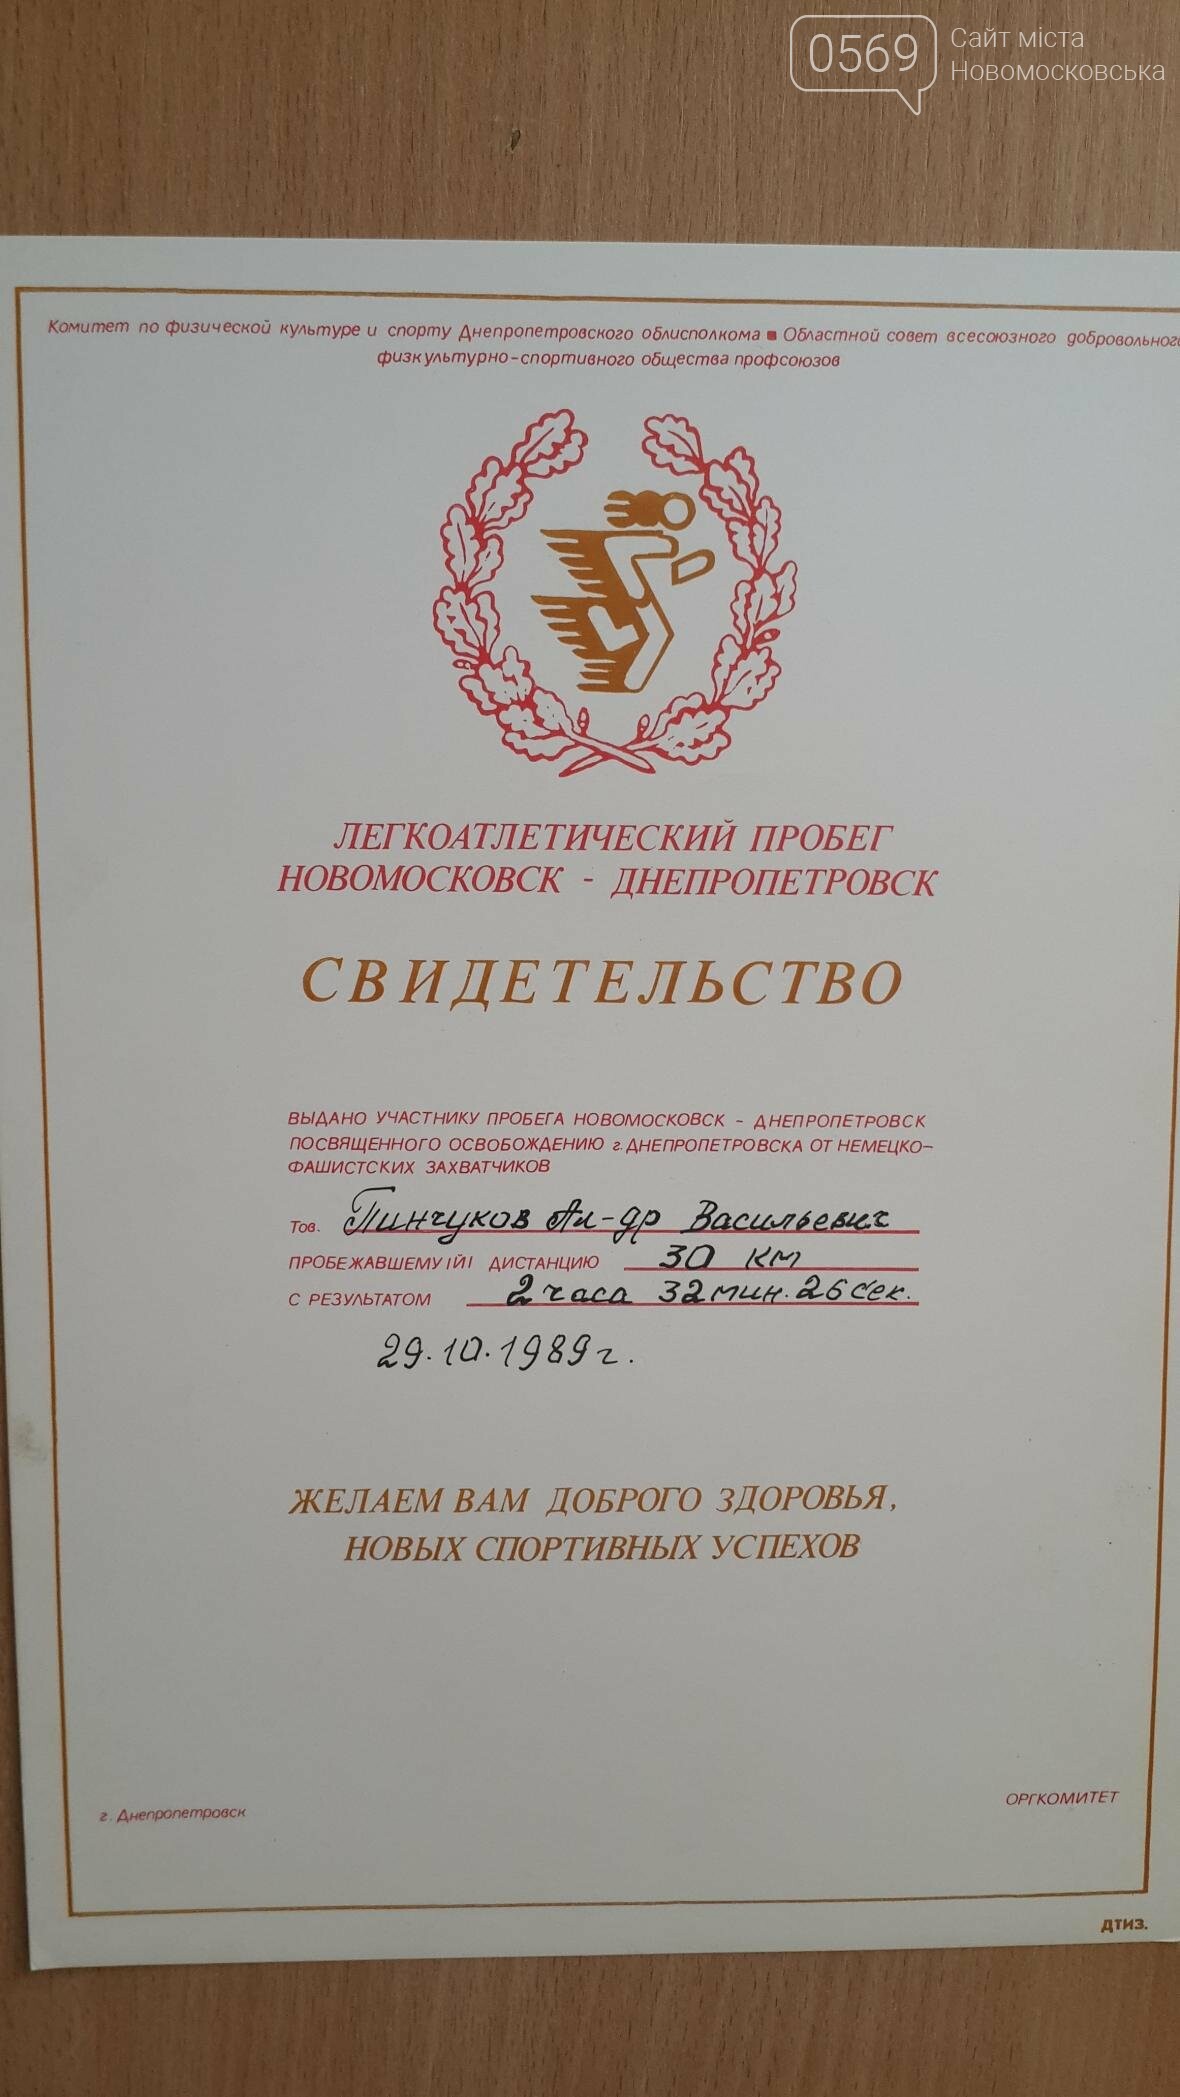 0569 Сайт міста
Новомосковська
Комитет по физической культуре и спорту Днепропетровского облисполкома ▪ Областной совет всесоюзного добровольного
физкультурно-спортивного общества профсоюзов
ЛЕГКОАТЛЕТИЧЕСКИЙ ПРОБЕГ
НОВОМОСКОВСК - ДНЕПРОПЕТРОВСК
СВИДЕТЕЛЬСТВО
ВЫДАНО УЧАСТНИКУ ПРОБЕГА НОВОМОСКОВСК - ДНЕПРОПЕТРОВСК
ПОСВЯЩЕННОГО ОСВОБОЖДЕНИЮ г.ДНЕПРОПЕТРОВСКА ОТ НЕМЕЦКО-
ФАШИСТСКИХ ЗАХВАТЧИКОВ
Тов. Пинчуков Ал-др Васильевич
ПРОБЕЖАВШЕМУ (Й) ДИСТАНЦИЮ 30 км
С РЕЗУЛЬТАТОМ 2 часа 32 мин. 26 сек.
29.10.1989 г.
ЖЕЛАЕМ ВАМ ДОБРОГО ЗДОРОВЬЯ,
НОВЫХ СПОРТИВНЫХ УСПЕХОВ
г. Днепропетровск
ОРГКОМИТЕТ
ДТИЗ.